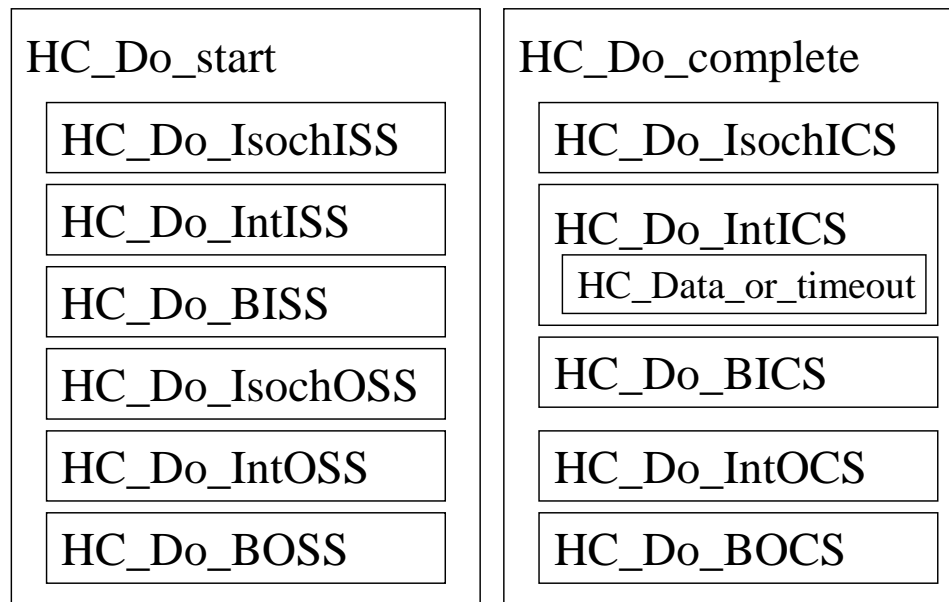 HC_Do_start
HC_Do_IsochISS
HC_Do_IntISS
HC_Do_BISS
HC_Do_IsochOSS
HC_Do_IntOSS
HC_Do_BOSS
HC_Do_complete
HC_Do_IsochICS
HC_Do_IntICS
HC_Data_or_timeout
HC_Do_BICS
HC_Do_IntOCS
HC_Do_BOCS